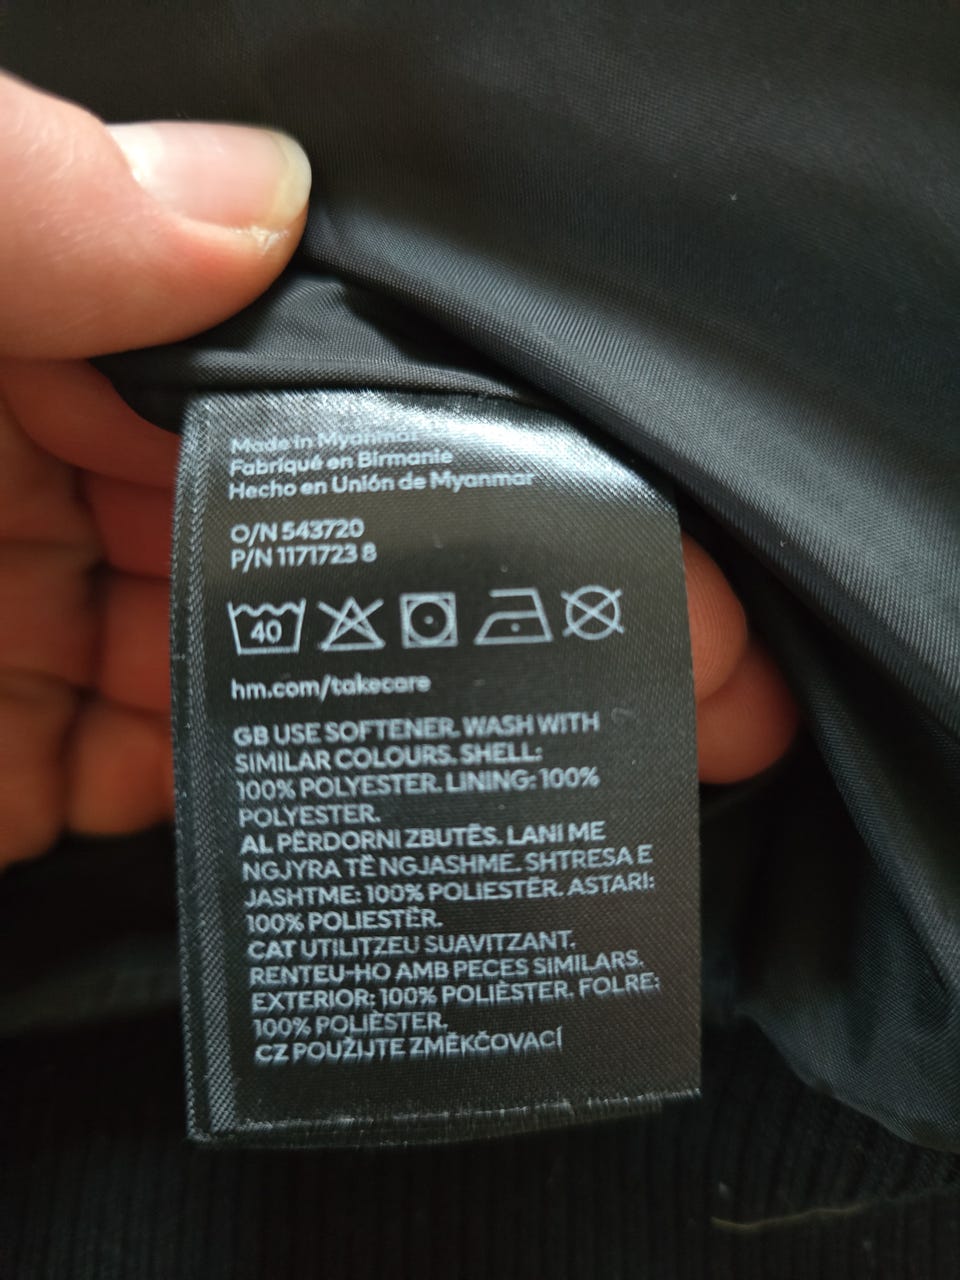 Made in Myanmar
Fabriqué en Birmanie
Hecho en Unión de Myanmar
O/N 543720
P/N 1171723 8
40
hm.com/takecare
GB USE SOFTENER. WASH WITH
SIMILAR COLOURS. SHELL:
100% POLYESTER. LINING: 100%
POLYESTER.
AL PËRDORNI ZBUTËS. LANI ME
NGJYRA TË NGJASHME. SHTRESA E
JASHTME: 100% POLIESTËR. ASTARI:
100% POLIESTËR.
CAT UTILITZEU SUAVITZANT.
RENTEU-HO AMB PECES SIMILARS.
EXTERIOR: 100% POLIÈSTER. FOLRE:
100% POLIÈSTER.
CZ POUŽIJTE ZMĚKČOVACÍ